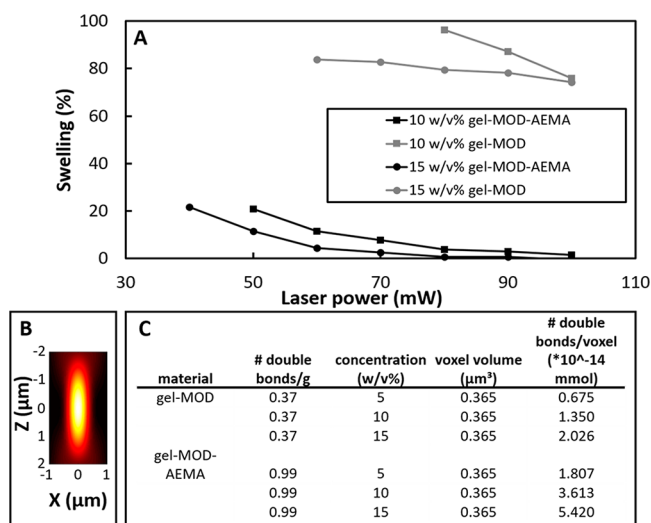 A
100
80
60
40
20
0
Swelling (%)
10 w/v% gel-MOD-AEMA
10 w/v% gel-MOD
15 w/v% gel-MOD-AEMA
15 w/v% gel-MOD
30 50 70 90 110
Laser power (mW)
B
-2
-1
0
1
2
Z (µm)
-1 0 1
X (µm)
C
# double
# double bonds/voxel
bonds/g concentration voxel volume (*10^-14
material (w/v%) (µm³) mmol)
gel-MOD 0.37 5 0.365 0.675
0.37 10 0.365 1.350
0.37 15 0.365 2.026
gel-MOD-
AEMA 0.99 5 0.365 1.807
0.99 10 0.365 3.613
0.99 15 0.365 5.420